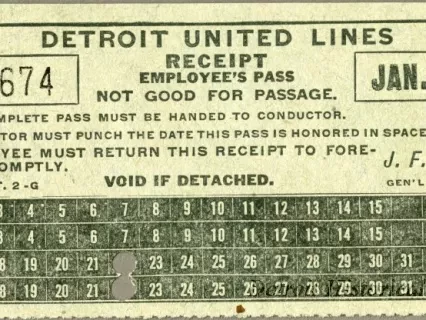 DETROIT UNITED LINES
674
RECEIPT
EMPLOYEE'S PASS
NOT GOOD FOR PASSAGE.
JAN.
MPLETE PASS MUST BE HANDED TO CONDUCTOR.
TOR MUST PUNCH THE DATE THIS PASS IS HONORED IN SPACE
YEE MUST RETURN THIS RECEIPT TO FORE-
OMPTLY.
J. F.
T. 2-G
VOID IF DETACHED.
GEN'L
3 4 5 6 7 8 9 10 11 12 13 14 15
3 4 5 6 7 8 9 10 11 12 13 14 15
8 19 20 21 23 24 25 26 27 28 29 30 31
8 19 20 21 23 24 25 26 27 28 29 30 31
Detroit Historical